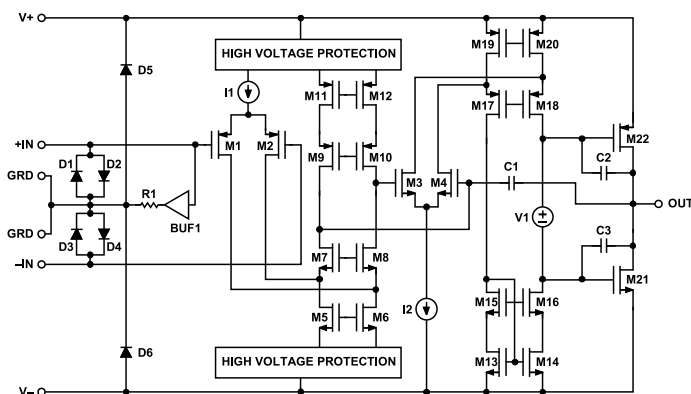 V+
HIGH VOLTAGE PROTECTION
M19
M20
D5
I1
M11
M12
M17
M18
+IN
M1
M2
M9
M10
M22
D1
D2
M3
M4
C1
C2
GRD
R1
OUT
BUF1
V1
GRD
D3
D4
C3
–IN
M7
M8
M21
M15
M16
I2
M5
M6
D6
HIGH VOLTAGE PROTECTION
M13
M14
V–